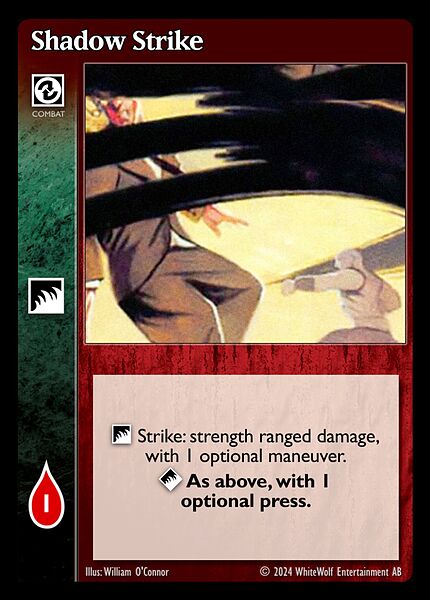 Shadow Strike
COMBAT
Strike: strength ranged damage,
with 1 optional maneuver.
As above, with 1
optional press.
1
Illus: William O'Connor
© 2024 WhiteWolf Entertainment AB